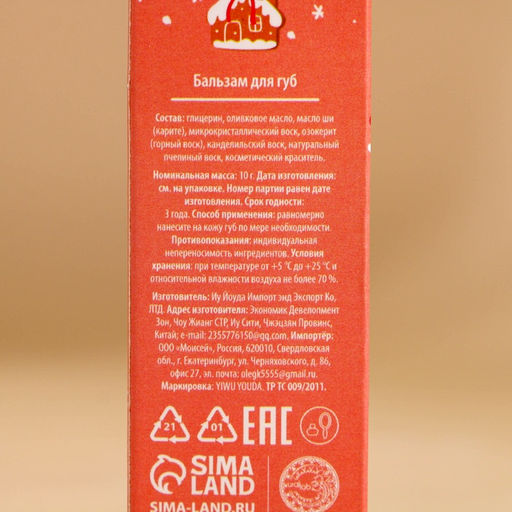 Бальзам для губ
Состав: глицерин, оливковое масло, масло ши
(карите), микрокристаллический воск, озокерит
(горный воск), канделильский воск, натуральный
пчелиный воск, косметический краситель.
Номинальная масса: 10 г. Дата изготовления:
см. на упаковке. Номер партии равен дате
изготовления. Срок годности:
3 года. Способ применения: равномерно
нанесите на кожу губ по мере необходимости.
Противопоказания: индивидуальная
непереносимость ингредиентов. Условия
хранения: при температуре от +5 °C до +25 °C и
относительной влажности воздуха не более 70 %.
Изготовитель: Иу Йоуда Импорт энд Экспорт Ко,
ЛТД. Адрес изготовителя: Экономик Девелопмент
Зон, Чоу Жианг СТР, Иу Сити, Чжэцзян Провинс,
Китай; e-mail: 2355776150@qq.com. Импортёр:
ООО «Моисей», Россия, 620010, Свердловская
обл., г. Екатеринбург, ул. Черняховского, д. 86,
офис 27, эл. почта: olegk5555@gmail.ru.
Маркировка: YIWU YOUDA. ТР ТС 009/2011.
21 01 EAC
SIMA
LAND
SIMA-LAND.RU